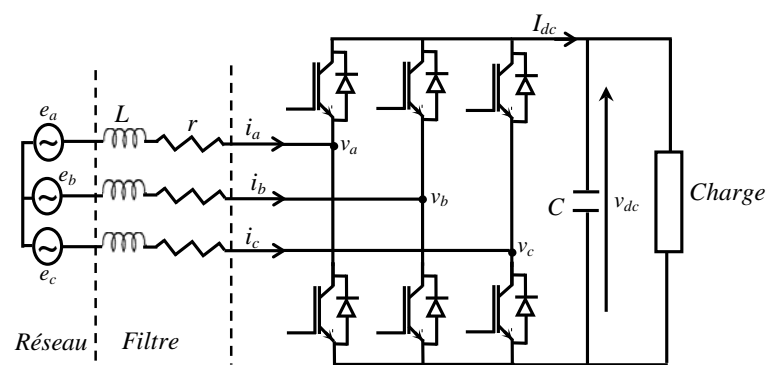 I_dc
e_a
L
r
i_a
v_a
e_b
i_b
v_b
C
v_dc
Charge
i_c
v_c
e_c
Réseau
Filtre